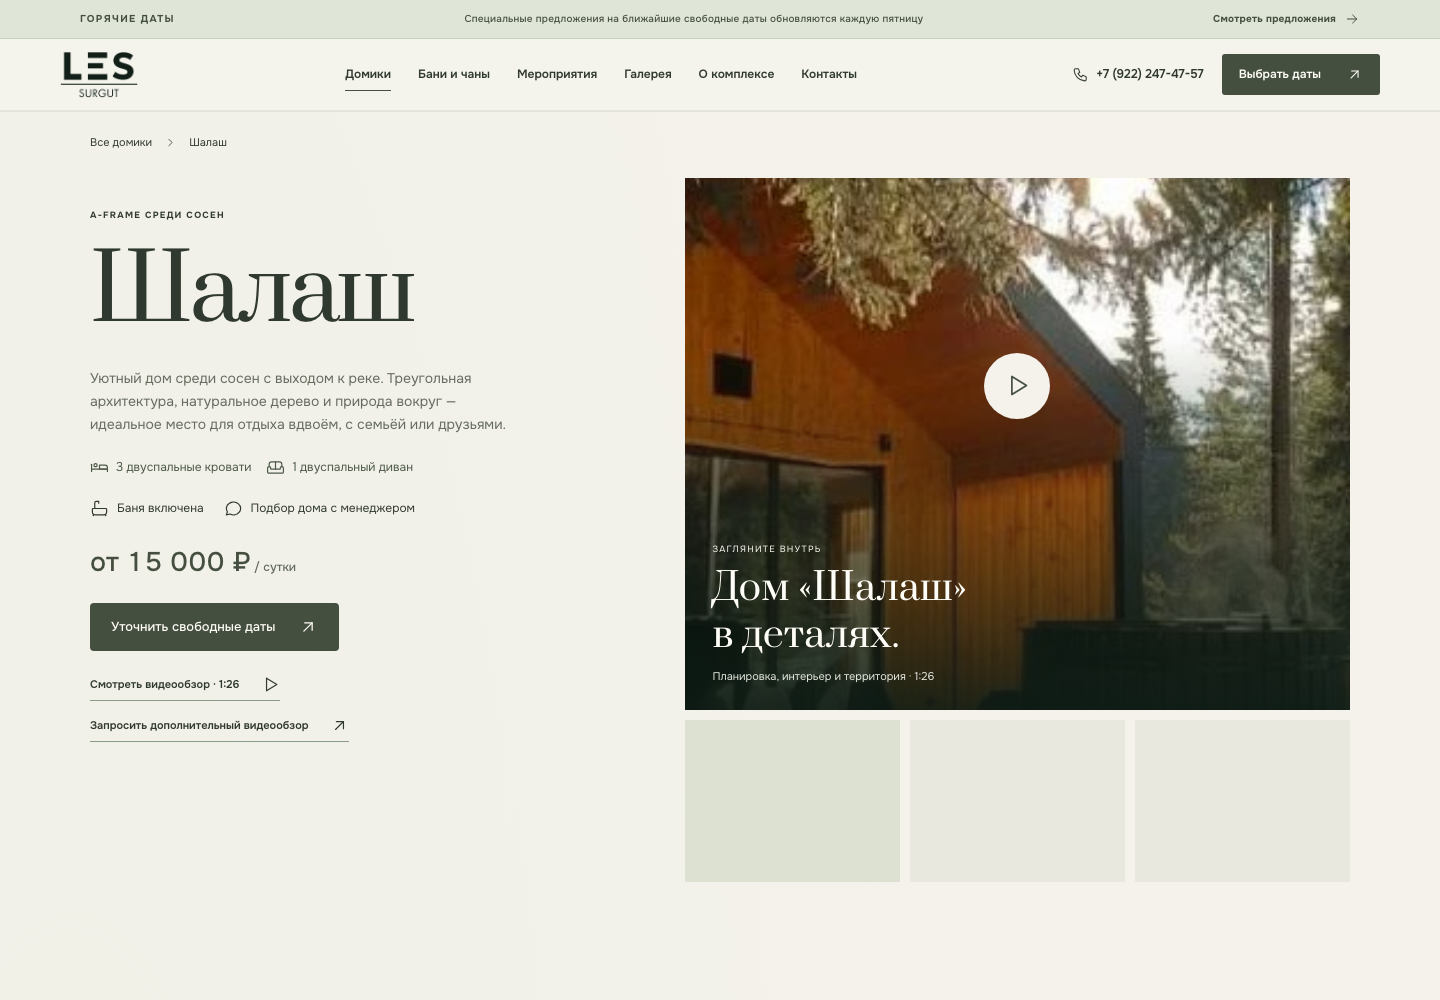 ГОРЯЧИЕ ДАТЫ
Специальные предложения на ближайшие свободные даты обновляются каждую пятницу
Смотреть предложения
LES
SURGUT
Домики
Бани и чаны
Мероприятия
Галерея
О комплексе
Контакты
+7 (922) 247-47-57
Выбрать даты
Все домики
Шалаш
A-FRAME СРЕДИ СОСЕН
Шалаш
Уютный дом среди сосен с выходом к реке. Треугольная
архитектура, натуральное дерево и природа вокруг —
идеальное место для отдыха вдвоём, с семьёй или друзьями.
3 двуспальные кровати
1 двуспальный диван
Баня включена
Подбор дома с менеджером
от 15 000 ₽ / сутки
Уточнить свободные даты
Смотреть видеообзор · 1:26
Запросить дополнительный видеообзор
ЗАГЛЯНИТЕ ВНУТРЬ
Дом «Шалаш»
в деталях.
Планировка, интерьер и территория · 1:26